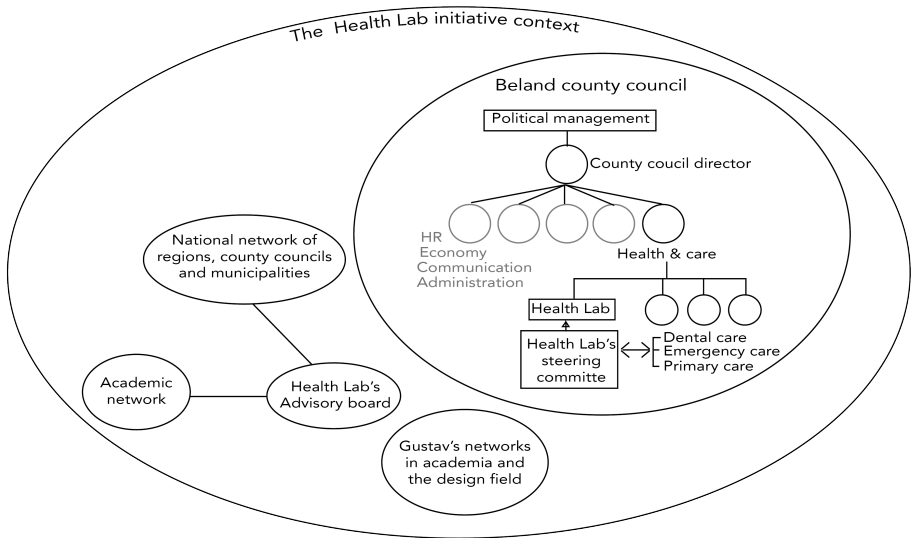 The Health Lab initiative context
Beland county council
Political management
County coucil director
HR
Economy
Communication
Administration
Health & care
Health Lab
Health Lab's
steering
committe
Dental care
Emergency care
Primary care
National network of
regions, county councils
and municipalities
Academic
network
Health Lab's
Advisory board
Gustav's networks
in academia and
the design field